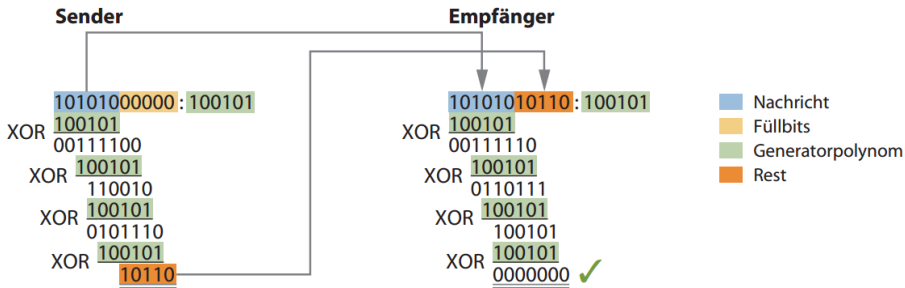 Sender
10101000000:100101
XOR 100101
00111100
XOR 100101
110010
XOR 100101
0101110
XOR 100101
10110
Empfänger
10101010110:100101
XOR 100101
00111110
XOR 100101
0110111
XOR 100101
100101
XOR 100101
0000000
Nachricht
Füllbits
Generatorpolynom
Rest